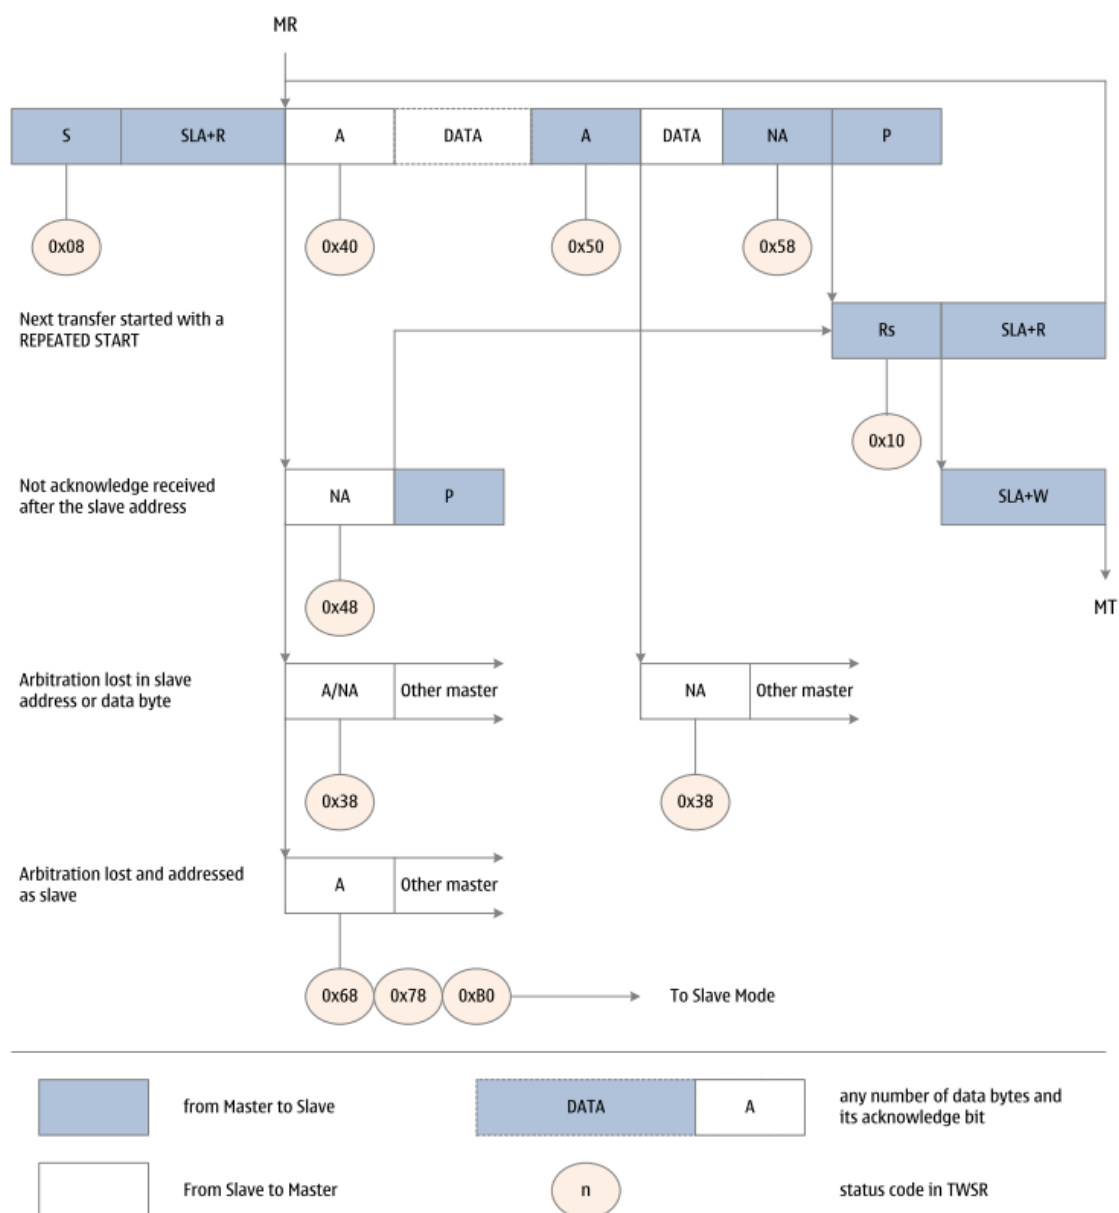 MR
S
SLA+R
A
DATA
A
DATA
NA
P
0x08
0x40
0x50
0x58
Next transfer started with a
REPEATED START
Rs
SLA+R
0x10
Not acknowledge received
after the slave address
NA
P
SLA+W
0x48
MT
Arbitration lost in slave
address or data byte
A/NA
Other master
NA
Other master
0x38
0x38
Arbitration lost and addressed
as slave
A
Other master
0x68
0x78
0xB0
To Slave Mode
from Master to Slave
DATA
A
any number of data bytes and
its acknowledge bit
From Slave to Master
n
status code in TWSR